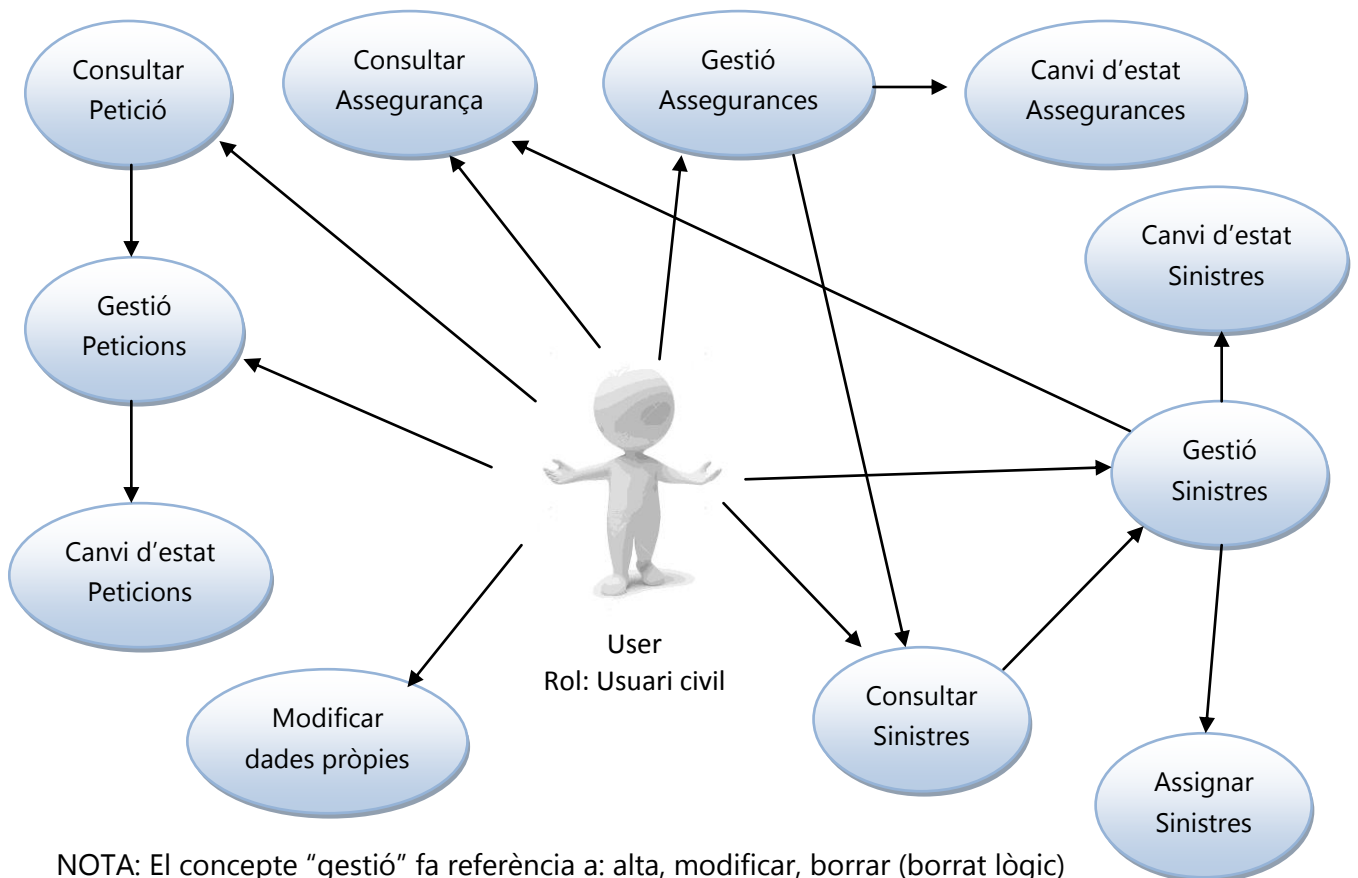 Consultar
Petició
Consultar
Assegurança
Gestió
Assegurances
Canvi d'estat
Assegurances
Canvi d'estat
Sinistres
Gestió
Peticions
Gestió
Sinistres
Canvi d'estat
Peticions
User
Rol: Usuari civil
Modificar
dades pròpies
Consultar
Sinistres
Assignar
Sinistres
NOTA: El concepte “gestió” fa referència a: alta, modificar, borrar (borrat lògic)